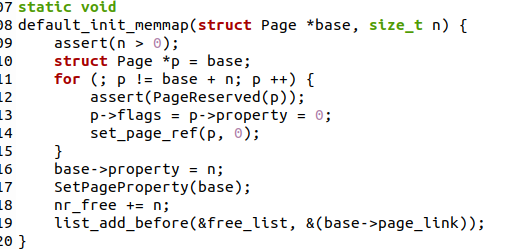 07 static void
08 default_init_memmap(struct Page *base, size_t n) {
09     assert(n > 0);
10     struct Page *p = base;
11     for (; p != base + n; p ++) {
12         assert(PageReserved(p));
13         p->flags = p->property = 0;
14         set_page_ref(p, 0);
15     }
16     base->property = n;
17     SetPageProperty(base);
18     nr_free += n;
19     list_add_before(&free_list, &(base->page_link));
20 }